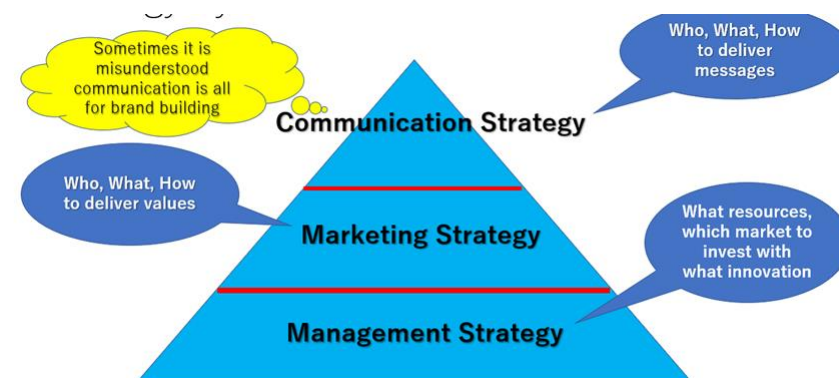 Sometimes it is
misunderstood
communication is all
for brand building
Who, What, How
to deliver
messages
Communication Strategy
Who, What, How
to deliver values
Marketing Strategy
What resources,
which market to
invest with
what innovation
Management Strategy